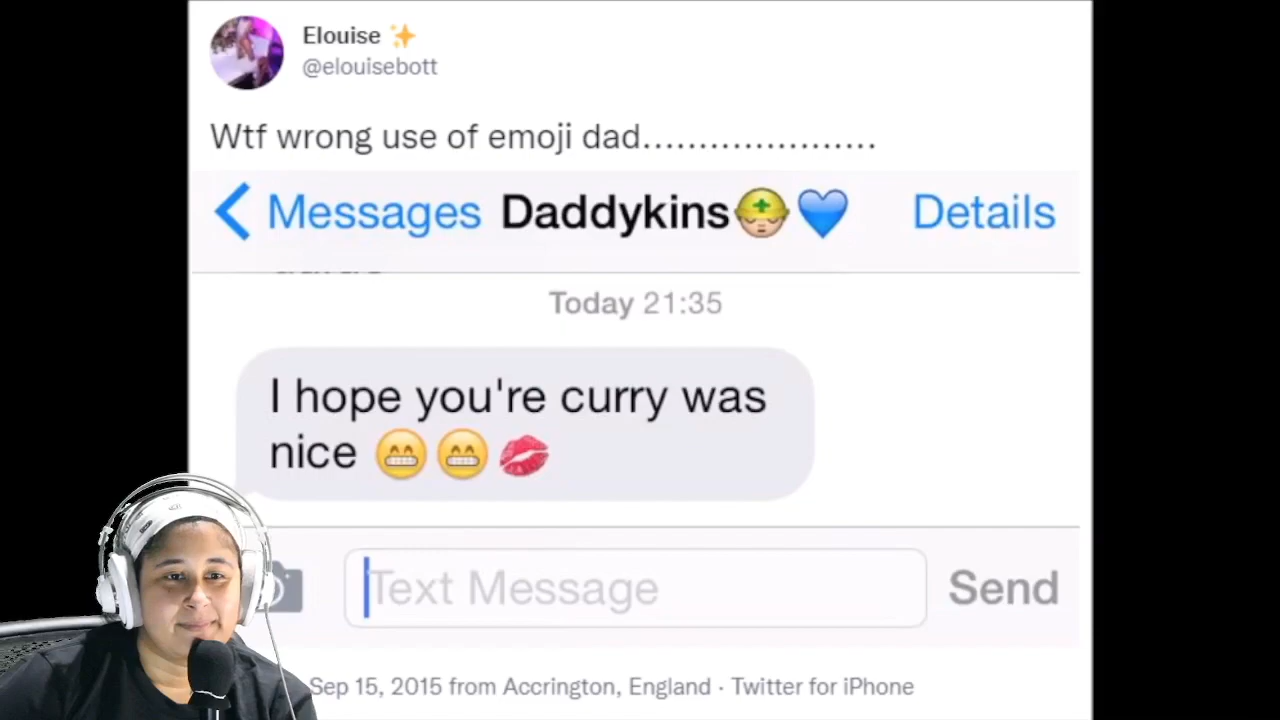 Elouise ✨
@elouisebott
Wtf wrong use of emoji dad.....................
Messages Daddykins 💙 Details
Today 21:35
I hope you're curry was
nice 😁😁💋
Text Message Send
Sep 15, 2015 from Accrington, England · Twitter for iPhone